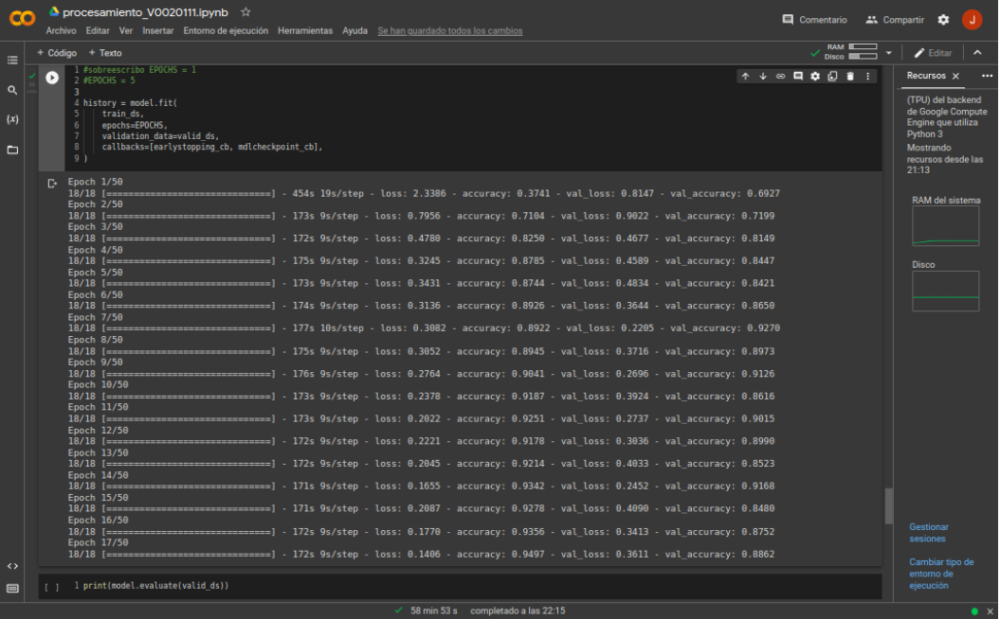 procesamiento_V0020111.ipynb
Comentario
Compartir
J
Archivo Editar Ver Insertar Entorno de ejecución Herramientas Ayuda Se han guardado todos los cambios
+ Código + Texto
RAM
Disco
Editar
1 #sobreescribo EPOCHS = 1
2 #EPOCHS = 5
3
4 history = model.fit(
5 train_ds,
6 epochs=EPOCHS,
7 validation_data=valid_ds,
8 callbacks=[earlystopping_cb, mdlcheckpoint_cb],
9 )
Epoch 1/50
18/18 [==============================] - 454s 19s/step - loss: 2.3386 - accuracy: 0.3741 - val_loss: 0.8147 - val_accuracy: 0.6927
Epoch 2/50
18/18 [==============================] - 173s 9s/step - loss: 0.7956 - accuracy: 0.7104 - val_loss: 0.9022 - val_accuracy: 0.7199
Epoch 3/50
18/18 [==============================] - 172s 9s/step - loss: 0.4780 - accuracy: 0.8250 - val_loss: 0.4677 - val_accuracy: 0.8149
Epoch 4/50
18/18 [==============================] - 175s 9s/step - loss: 0.3245 - accuracy: 0.8785 - val_loss: 0.4589 - val_accuracy: 0.8447
Epoch 5/50
18/18 [==============================] - 173s 9s/step - loss: 0.3431 - accuracy: 0.8744 - val_loss: 0.4834 - val_accuracy: 0.8421
Epoch 6/50
18/18 [==============================] - 174s 9s/step - loss: 0.3136 - accuracy: 0.8926 - val_loss: 0.3644 - val_accuracy: 0.8650
Epoch 7/50
18/18 [==============================] - 177s 10s/step - loss: 0.3082 - accuracy: 0.8922 - val_loss: 0.2205 - val_accuracy: 0.9270
Epoch 8/50
18/18 [==============================] - 175s 9s/step - loss: 0.3052 - accuracy: 0.8945 - val_loss: 0.3716 - val_accuracy: 0.8973
Epoch 9/50
18/18 [==============================] - 176s 9s/step - loss: 0.2764 - accuracy: 0.9041 - val_loss: 0.2696 - val_accuracy: 0.9126
Epoch 10/50
18/18 [==============================] - 173s 9s/step - loss: 0.2378 - accuracy: 0.9187 - val_loss: 0.3924 - val_accuracy: 0.8616
Epoch 11/50
18/18 [==============================] - 173s 9s/step - loss: 0.2022 - accuracy: 0.9251 - val_loss: 0.2737 - val_accuracy: 0.9015
Epoch 12/50
18/18 [==============================] - 172s 9s/step - loss: 0.2221 - accuracy: 0.9178 - val_loss: 0.3036 - val_accuracy: 0.8990
Epoch 13/50
18/18 [==============================] - 172s 9s/step - loss: 0.2045 - accuracy: 0.9214 - val_loss: 0.4033 - val_accuracy: 0.8523
Epoch 14/50
18/18 [==============================] - 171s 9s/step - loss: 0.1655 - accuracy: 0.9342 - val_loss: 0.2452 - val_accuracy: 0.9168
Epoch 15/50
18/18 [==============================] - 171s 9s/step - loss: 0.2087 - accuracy: 0.9278 - val_loss: 0.4090 - val_accuracy: 0.8480
Epoch 16/50
18/18 [==============================] - 172s 9s/step - loss: 0.1770 - accuracy: 0.9356 - val_loss: 0.3413 - val_accuracy: 0.8752
Epoch 17/50
18/18 [==============================] - 172s 9s/step - loss: 0.1406 - accuracy: 0.9497 - val_loss: 0.3611 - val_accuracy: 0.8862
[ ] 1 print(model.evaluate(valid_ds))
Recursos
(TPU) del backend
de Google Compute
Engine que utiliza
Python 3
Mostrando
recursos desde las
21:13
RAM del sistema
Disco
Gestionar
sesiones
Cambiar tipo de
entorno de
ejecución
58 min 53 s completado a las 22:15